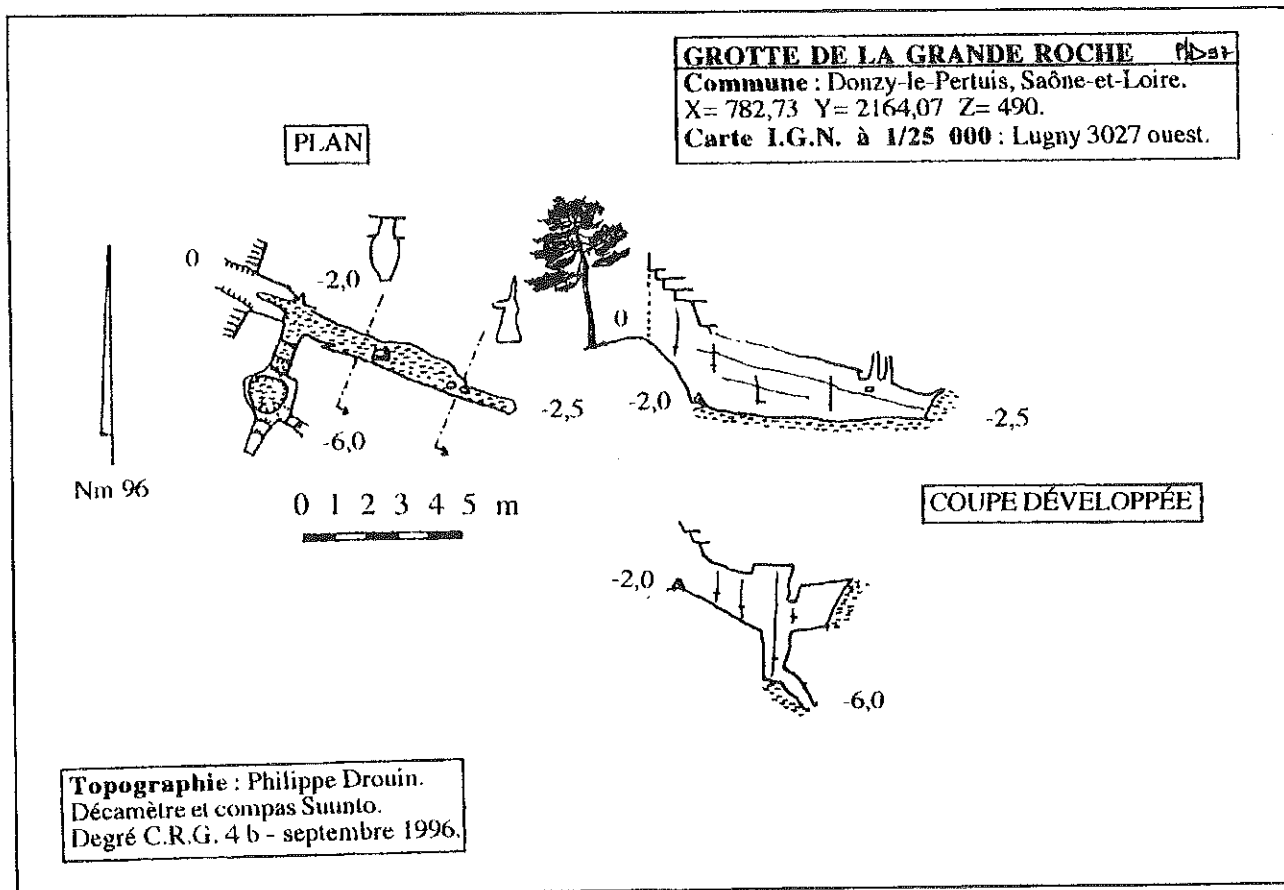 GROTTE DE LA GRANDE ROCHE PhD97
Commune : Donzy-le-Pertuis, Saône-et-Loire.
X= 782,73 Y= 2164,07 Z= 490.
Carte I.G.N. à 1/25 000 : Lugny 3027 ouest.
PLAN
0
-2,0
-2,5
-6,0
Nm 96
0 1 2 3 4 5 m
0
-2,0
-2,5
COUPE DÉVELOPPÉE
-2,0
A
-6,0
Topographie : Philippe Drouin.
Décamètre et compas Suunto.
Degré C.R.G. 4 b - septembre 1996.